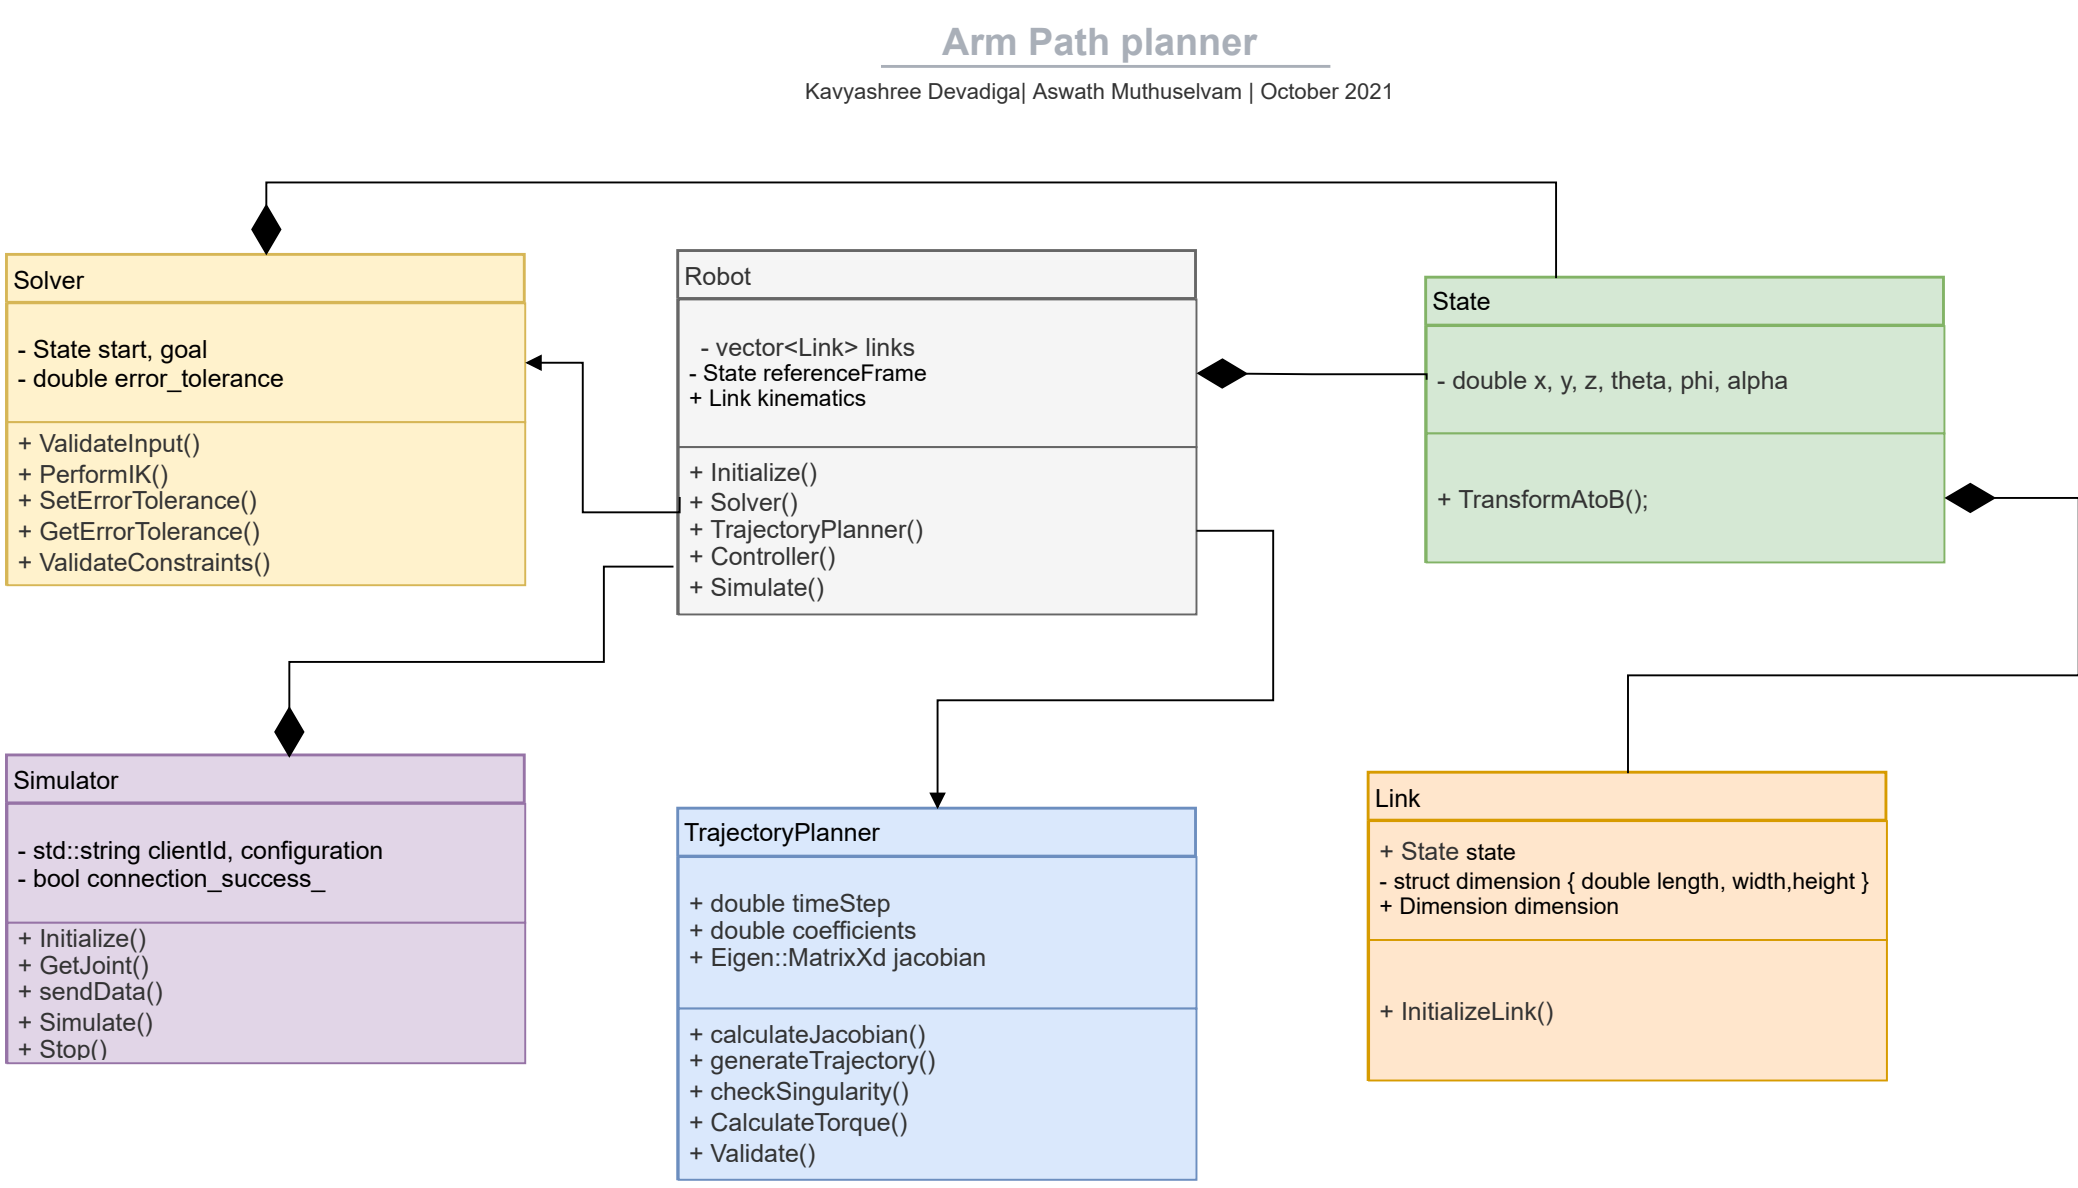 Arm Path planner
Kavyashree Devadiga| Aswath Muthuselvam | October 2021
Solver
- State start, goal
- double error_tolerance
+ ValidateInput()
+ PerformIK()
+ SetErrorTolerance()
+ GetErrorTolerance()
+ ValidateConstraints()
Robot
- vector<Link> links
- State referenceFrame
+ Link kinematics
+ Initialize()
+ Solver()
+ TrajectoryPlanner()
+ Controller()
+ Simulate()
State
- double x, y, z, theta, phi, alpha
+ TransformAtoB();
Simulator
- std::string clientId, configuration
- bool connection_success_
+ Initialize()
+ GetJoint()
+ sendData()
+ Simulate()
+ Stop()
TrajectoryPlanner
+ double timeStep
+ double coefficients
+ Eigen::MatrixXd jacobian
+ calculateJacobian()
+ generateTrajectory()
+ checkSingularity()
+ CalculateTorque()
+ Validate()
Link
+ State state
- struct dimension { double length, width,height }
+ Dimension dimension
+ InitializeLink()